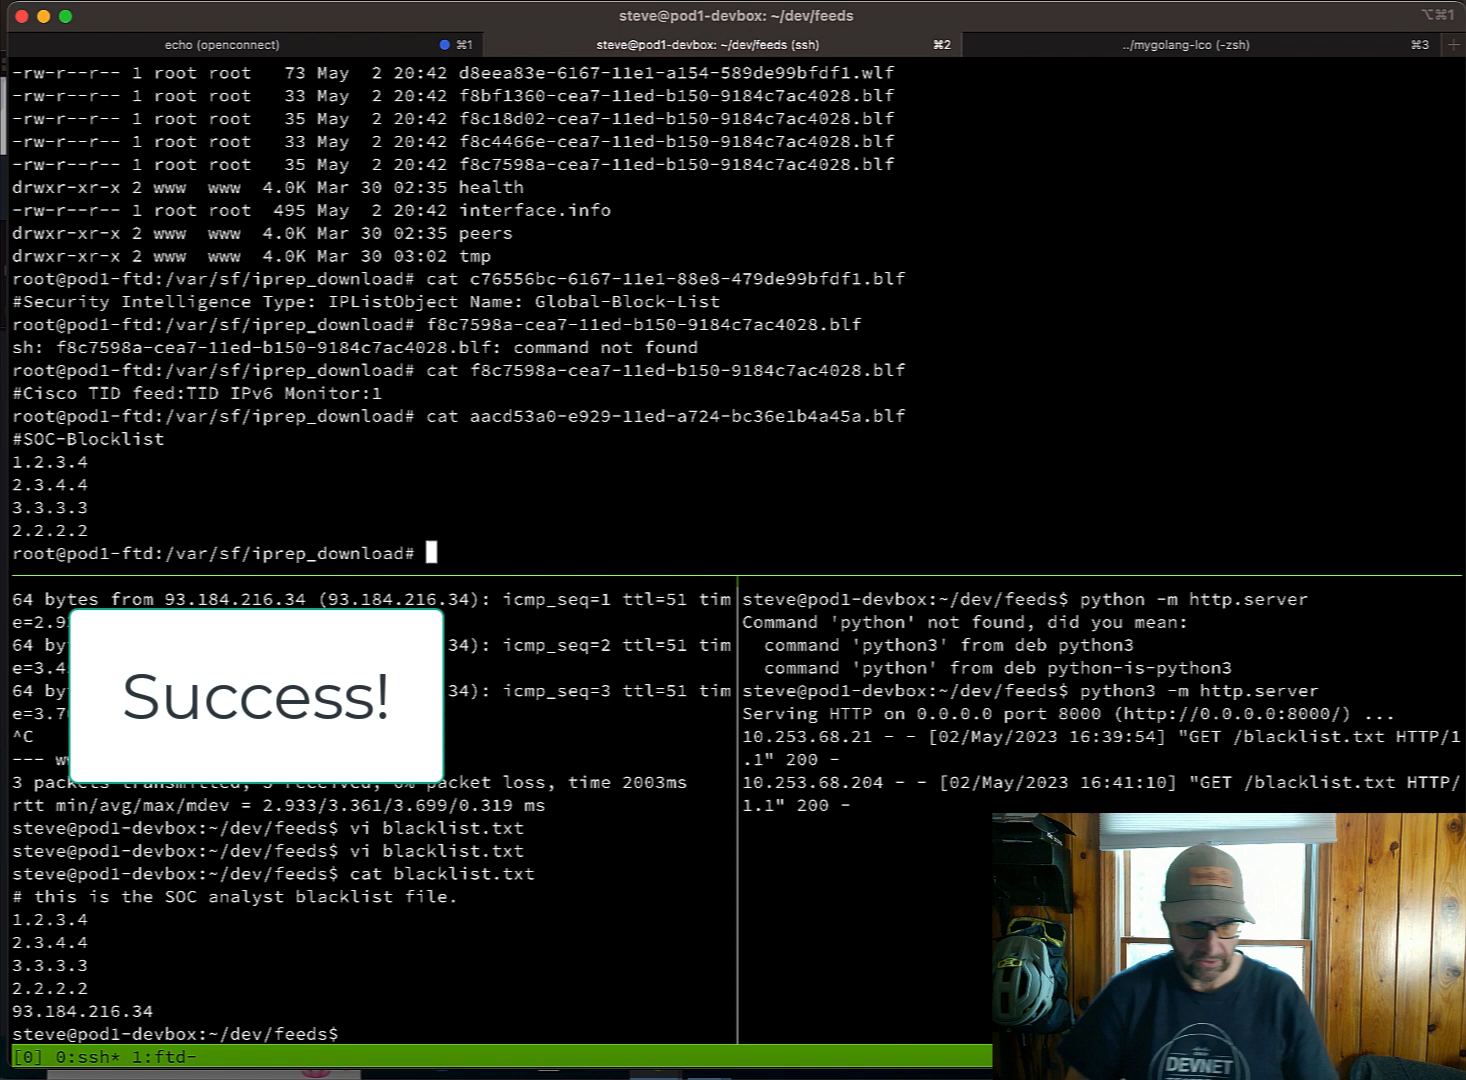 steve@pod1-devbox: ~/dev/feeds
⌥⌘1
echo (openconnect) ⌘1
steve@pod1-devbox: ~/dev/feeds (ssh) ⌘2
../mygolang-lco (-zsh) ⌘3
-rw-r--r-- 1 root root 73 May 2 20:42 d8eea83e-6167-11e1-a154-589de99bfdf1.wlf
-rw-r--r-- 1 root root 33 May 2 20:42 f8bf1360-cea7-11ed-b150-9184c7ac4028.blf
-rw-r--r-- 1 root root 35 May 2 20:42 f8c18d02-cea7-11ed-b150-9184c7ac4028.blf
-rw-r--r-- 1 root root 33 May 2 20:42 f8c4466e-cea7-11ed-b150-9184c7ac4028.blf
-rw-r--r-- 1 root root 35 May 2 20:42 f8c7598a-cea7-11ed-b150-9184c7ac4028.blf
drwxr-xr-x 2 www www 4.0K Mar 30 02:35 health
-rw-r--r-- 1 root root 495 May 2 20:42 interface.info
drwxr-xr-x 2 www www 4.0K Mar 30 02:35 peers
drwxr-xr-x 2 www www 4.0K Mar 30 03:02 tmp
root@pod1-ftd:/var/sf/iprep_download# cat c76556bc-6167-11e1-88e8-479de99bfdf1.blf
#Security Intelligence Type: IPListObject Name: Global-Block-List
root@pod1-ftd:/var/sf/iprep_download# f8c7598a-cea7-11ed-b150-9184c7ac4028.blf
sh: f8c7598a-cea7-11ed-b150-9184c7ac4028.blf: command not found
root@pod1-ftd:/var/sf/iprep_download# cat f8c7598a-cea7-11ed-b150-9184c7ac4028.blf
#Cisco TID feed:TID IPv6 Monitor:1
root@pod1-ftd:/var/sf/iprep_download# cat aacd53a0-e929-11ed-a724-bc36e1b4a45a.blf
#SOC-Blocklist
1.2.3.4
2.3.4.4
3.3.3.3
2.2.2.2
root@pod1-ftd:/var/sf/iprep_download#
64 bytes from 93.184.216.34 (93.184.216.34): icmp_seq=1 ttl=51 tim
e=2.9
64 by 34): icmp_seq=2 ttl=51 tim
e=3.4
64 by 34): icmp_seq=3 ttl=51 tim
e=3.7
^C
--- w
Success!
3 packets transmitted, 3 received, 0% packet loss, time 2003ms
rtt min/avg/max/mdev = 2.933/3.361/3.699/0.319 ms
steve@pod1-devbox:~/dev/feeds$ vi blacklist.txt
steve@pod1-devbox:~/dev/feeds$ vi blacklist.txt
steve@pod1-devbox:~/dev/feeds$ cat blacklist.txt
# this is the SOC analyst blacklist file.
1.2.3.4
2.3.4.4
3.3.3.3
2.2.2.2
93.184.216.34
steve@pod1-devbox:~/dev/feeds$
steve@pod1-devbox:~/dev/feeds$ python -m http.server
Command 'python' not found, did you mean:
command 'python3' from deb python3
command 'python' from deb python-is-python3
steve@pod1-devbox:~/dev/feeds$ python3 -m http.server
Serving HTTP on 0.0.0.0 port 8000 (http://0.0.0.0:8000/) ...
10.253.68.21 - - [02/May/2023 16:39:54] "GET /blacklist.txt HTTP/1
.1" 200 -
10.253.68.204 - - [02/May/2023 16:41:10] "GET /blacklist.txt HTTP/
1.1" 200 -
DEVNET
[0] 0:ssh* 1:ftd-